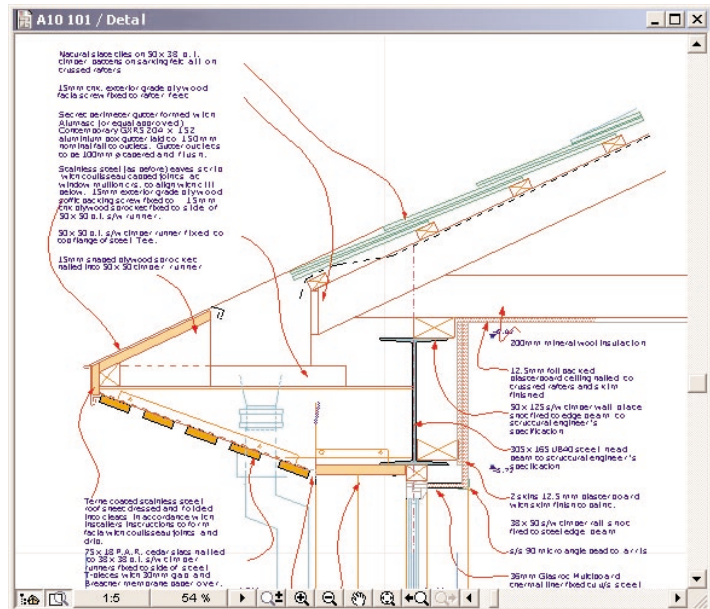 A10 101 / Detal
Natural slate tiles on 50 x 38 p.t.
timber battens on sarking felt all on
trussed rafters
15mm thk. exterior grade plywood
facia screw fixed to rafter feet
Secret perimeter gutter formed with
Alumasc (or equal approved)
Contemporary GXRS 204 x 152
aluminium box gutter laid to 150mm
nominal fall to outlets. Gutter outlets
to be 100mm ø tapered and flush.
Stainless steel (as before) eaves strip
with coulisseau capped joints at
window mullion crs. to align with cill
below. 15mm exterior grade plywood
soffit packing screw fixed to 15mm
thk plywood sprocket fixed to side of
50 x 50 p.t. s/w runner.
50 x 50 p.t. s/w timber runner fixed to
top flange of steel Tee.
15mm shaped plywood sprocket
nailed into 50 x 50 timber runner
200mm mineral wool insulation
12.5mm foil backed
plasterboard ceiling nailed to
trussed rafters and skim
finished
50 x 125 s/w timber wall plate
shot fixed to edge beam to
structural engineer's
specification
305 x 165 UB40 steel head
beam to structural engineer's
specification
2 skins 12.5 mm plasterboard
with skim finish to paint.
38 x 50 s/w timber rail shot
fixed to steel edge beam
s/s 90 micro angle bead to arris
36mm Glasroc Multiboard
thermal liner fixed to u/s steel
Terne coated stainless steel
roof sheet dressed and folded
into cleats in accordance with
installers instructions to form
facia with coulisseau joints and
drip.
75 x 18 P.A.R. cedar slats nailed
to 38 x 38 p.t. s/w timber
runners fixed to side of steel
T-pieces with 30mm gap and
Breather membrane barrier over.
1:5
54 %